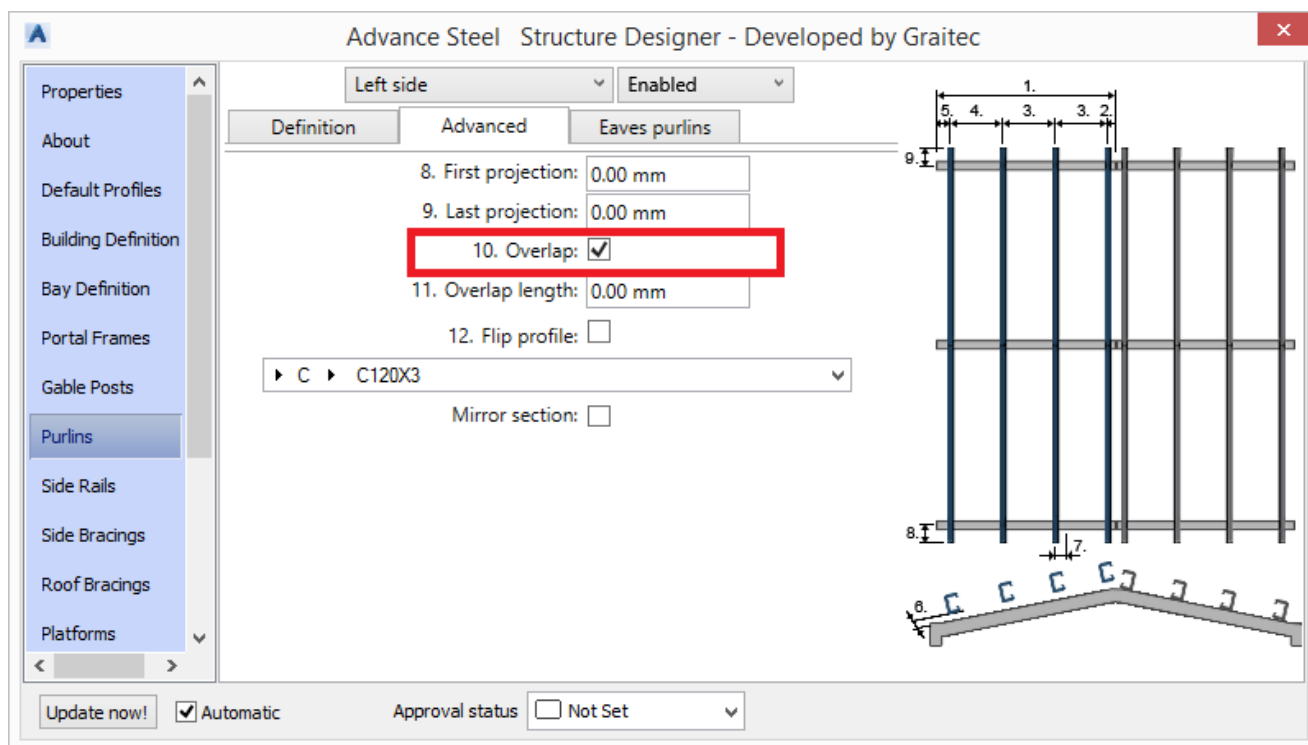 Advance Steel Structure Designer - Developed by Graitec
Properties
About
Default Profiles
Building Definition
Bay Definition
Portal Frames
Gable Posts
Purlins
Side Rails
Side Bracings
Roof Bracings
Platforms
Left side Enabled
Definition Advanced Eaves purlins
8. First projection: 0.00 mm
9. Last projection: 0.00 mm
10. Overlap:
11. Overlap length: 0.00 mm
12. Flip profile:
C C120X3
Mirror section:
1.
5. 4. 3. 3. 2.
9.
8.
7.
6.
Update now! Automatic Approval status Not Set